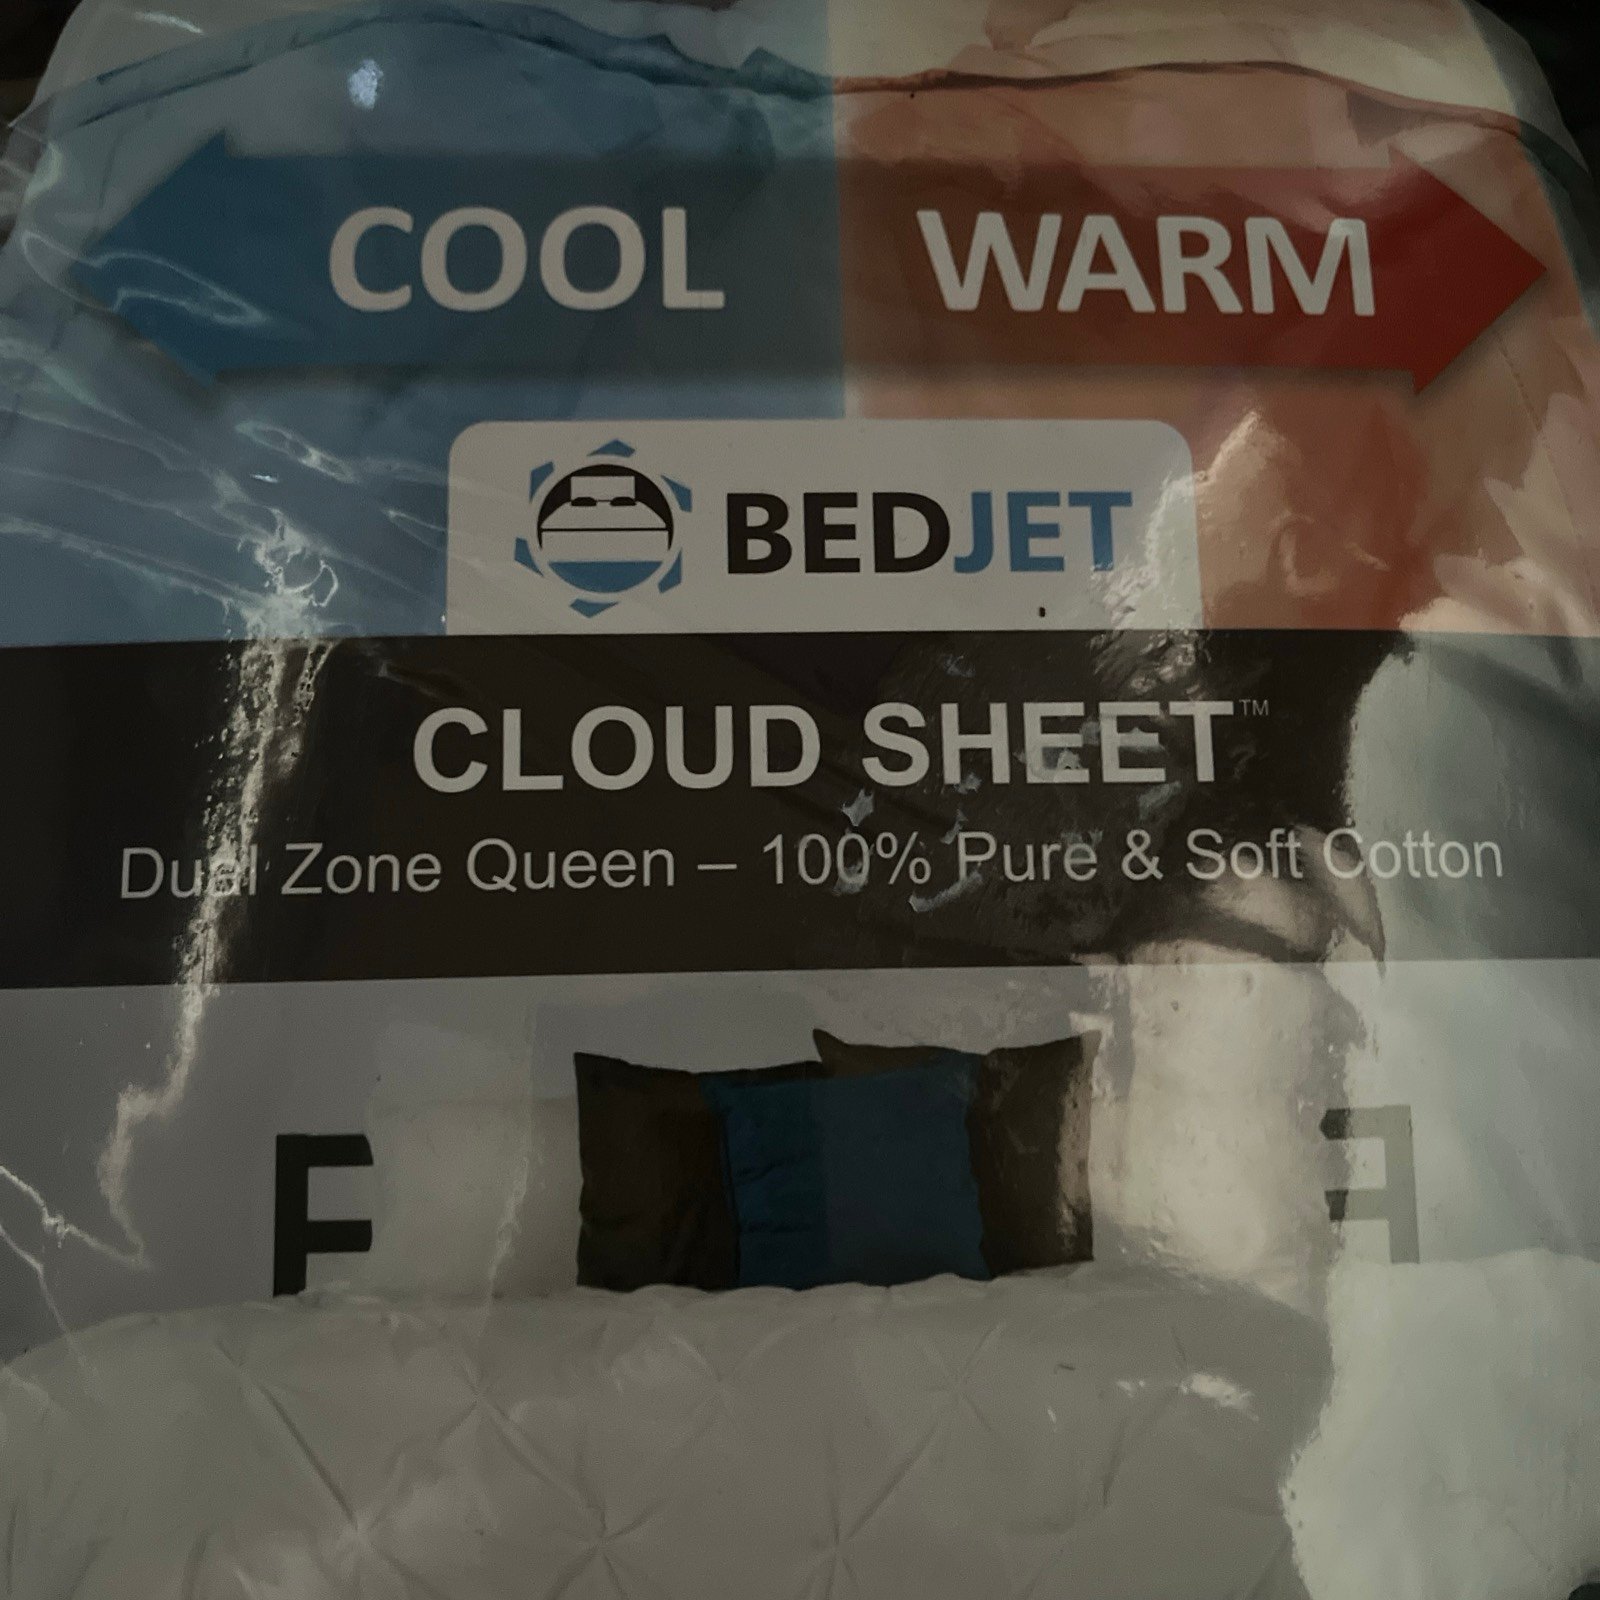 COOL WARM
BEDJET
CLOUD SHEET™
Dual Zone Queen – 100% Pure & Soft Cotton